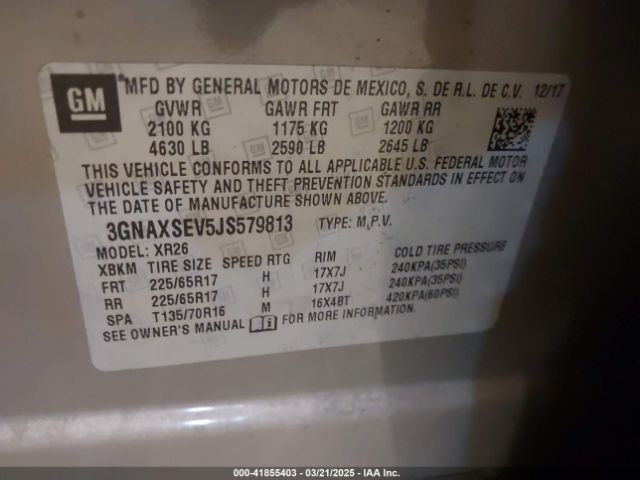 GM
*MFD BY GENERAL MOTORS DE MEXICO, S. DE R.L. DE C.V. 12/17
GVWR GAWR FRT GAWR RR
2100 KG 1175 KG 1200 KG
4630 LB 2590 LB 2645 LB
THIS VEHICLE CONFORMS TO ALL APPLICABLE U.S. FEDERAL MOTOR
VEHICLE SAFETY AND THEFT PREVENTION STANDARDS IN EFFECT ON
THE DATE OF MANUFACTURE SHOWN ABOVE.
3GNAXSEV5JS579813 TYPE: M.P.V.
MODEL: XR26
XBKM TIRE SIZE SPEED RTG RIM COLD TIRE PRESSURE
FRT 225/65R17 H 17X7J 240KPA(35PSI)
RR 225/65R17 H 17X7J 240KPA(35PSI)
SPA T135/70R16 M 16X4BT 420KPA(60PSI)
SEE OWNER'S MANUAL FOR MORE INFORMATION.
000-41855403 - 03/21/2025 - IAA Inc.